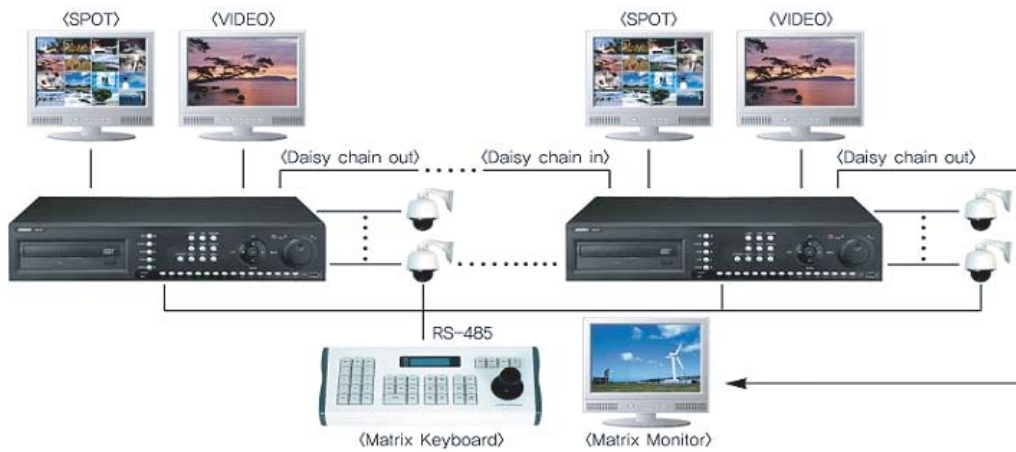 〈SPOT〉
〈VIDEO〉
〈SPOT〉
〈VIDEO〉
〈Daisy chain out〉
〈Daisy chain in〉
〈Daisy chain out〉
RS-485
〈Matrix Keyboard〉
〈Matrix Monitor〉